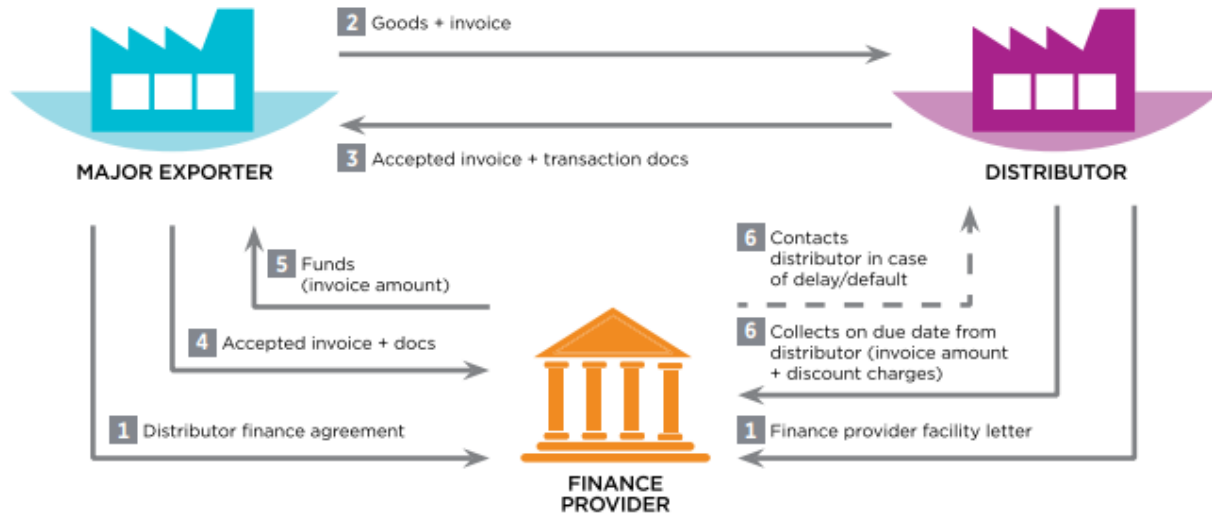 2 Goods + invoice
3 Accepted invoice + transaction docs
MAJOR EXPORTER
DISTRIBUTOR
5 Funds
(invoice amount)
4 Accepted invoice + docs
1 Distributor finance agreement
6 Contacts
distributor in case
of delay/default
6 Collects on due date from
distributor (invoice amount
+ discount charges)
1 Finance provider facility letter
FINANCE
PROVIDER